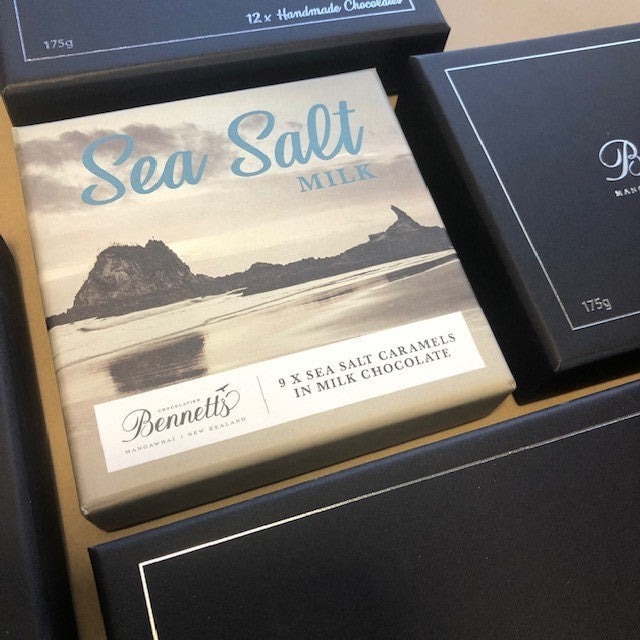 12 x Handmade Chocolates
175g
Sea Salt
MILK
CHOCOLATIER
Bennetts
MANGAWHAI | NEW ZEALAND
9 X SEA SALT CARAMELS
IN MILK CHOCOLATE
175g